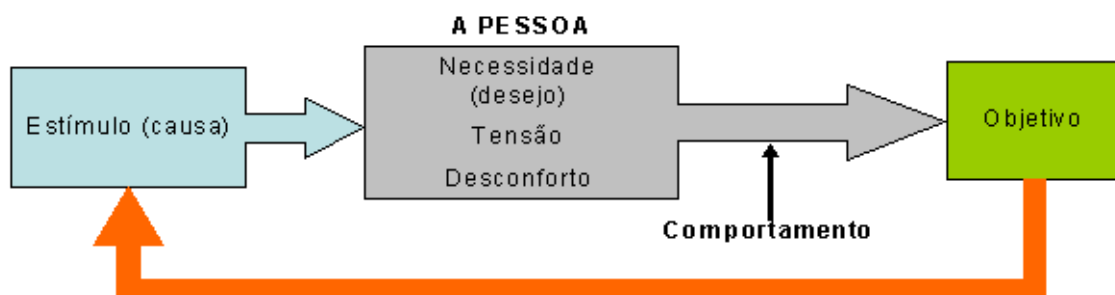 A PESSOA
Estímulo (causa)
Necessidade
(desejo)
Tensão
Desconforto
Objetivo
Comportamento